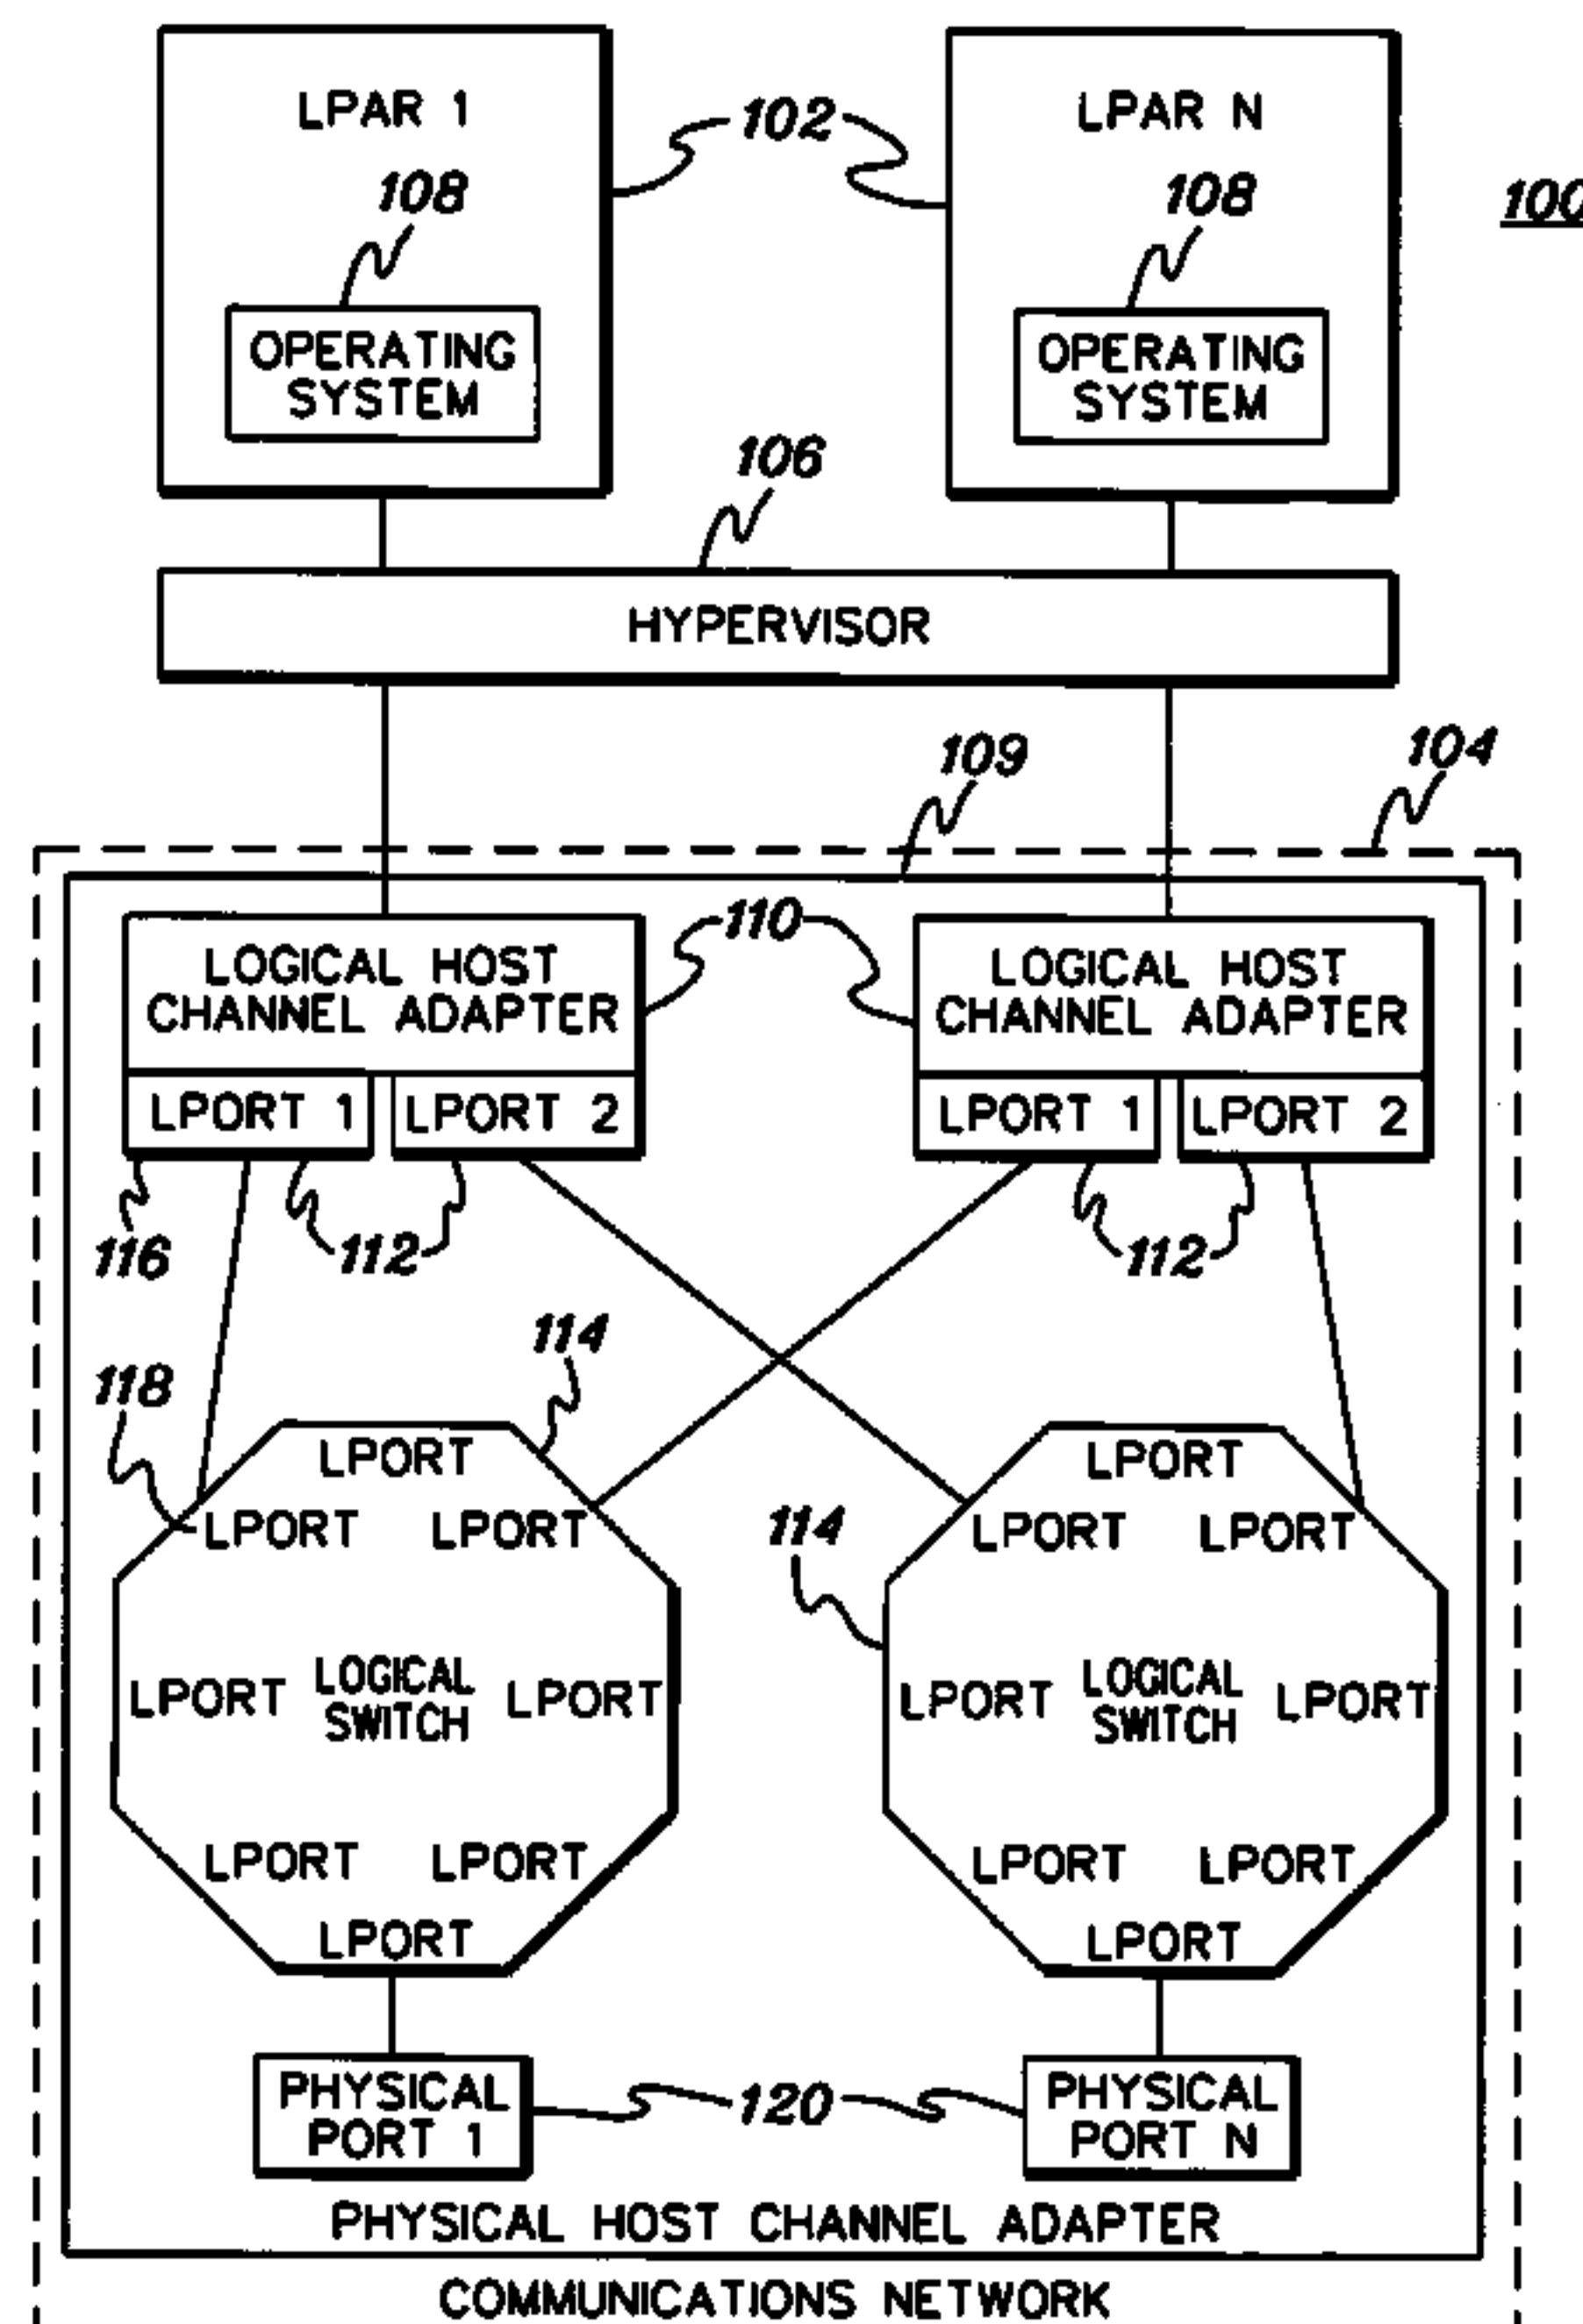 LPAR 1
102
LPAR N
108
108
100
OPERATING
SYSTEM
OPERATING
SYSTEM
106
HYPERVISOR
109
104
110
LOGICAL HOST
CHANNEL ADAPTER
LOGICAL HOST
CHANNEL ADAPTER
LPORT 1
LPORT 2
LPORT 1
LPORT 2
116
112
112
114
118
LPORT
LPORT
LPORT LPORT
114
LPORT LPORT
LPORT
LOGICAL
SWITCH
LPORT
LPORT
LOGICAL
SWITCH
LPORT
LPORT LPORT
LPORT LPORT
LPORT
LPORT
PHYSICAL
PORT 1
120
PHYSICAL
PORT N
PHYSICAL HOST CHANNEL ADAPTER
COMMUNICATIONS NETWORK